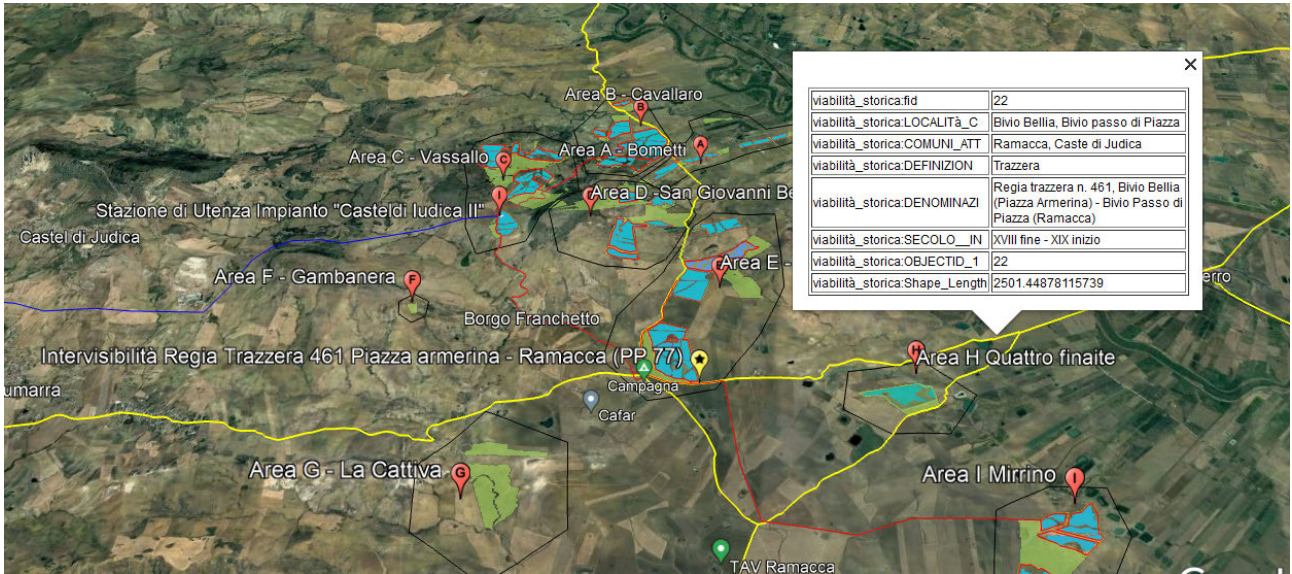 Area B - Cavallaro
B
A
Area A - Bometti
Area C - Vassallo
C
I
D
Area D -San Giovanni Be
Stazione di Utenza Impianto "Casteldi Iudica II"
Castel di Judica
Area E -
Area F - Gambanera
F
Borgo Franchetto
Intervisibilità Regia Trazzera 461 Piazza armerina - Ramacca (PP 77)
Campagna
Cafar
umarra
H
Area H Quattro finaite
erro
Area G - La Cattiva
G
Area I Mirrino
I
TAV Ramacca
viabilità_storica:fid 22
viabilità_storica:LOCALITà_C Bivio Bellia, Bivio passo di Piazza
viabilità_storica:COMUNI_ATT Ramacca, Caste di Judica
viabilità_storica:DEFINIZION Trazzera
viabilità_storica:DENOMINAZI Regia trazzera n. 461, Bivio Bellia
(Piazza Armerina) - Bivio Passo di
Piazza (Ramacca)
viabilità_storica:SECOLO__IN XVIII fine - XIX inizio
viabilità_storica:OBJECTID_1 22
viabilità_storica:Shape_Length 2501.44878115739